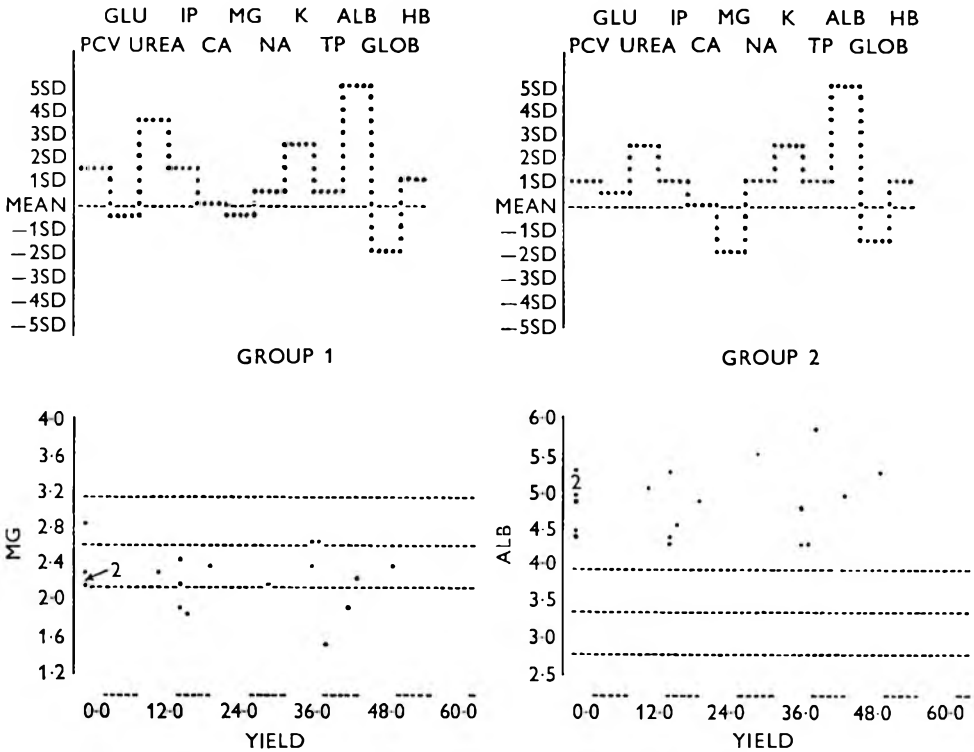 GLU IP MG K ALB HB
PCV UREA CA NA TP GLOB
5SD
4SD
3SD
2SD
1SD
MEAN
—1SD
—2SD
—3SD
—4SD
—5SD
GROUP 1
GLU IP MG K ALB HB
PCV UREA CA NA TP GLOB
5SD
4SD
3SD
2SD
1SD
MEAN
—1SD
—2SD
—3SD
—4SD
—5SD
GROUP 2
MG
4·0
3·6
3·2
2·8
2·4
2·0
1·6
1·2
2
0·0 12·0 24·0 36·0 48·0 60·0
YIELD
ALB
6·0
5·5
5·0
4·5
4·0
3·5
3·0
2·5
2
0·0 12·0 24·0 36·0 48·0 60·0
YIELD